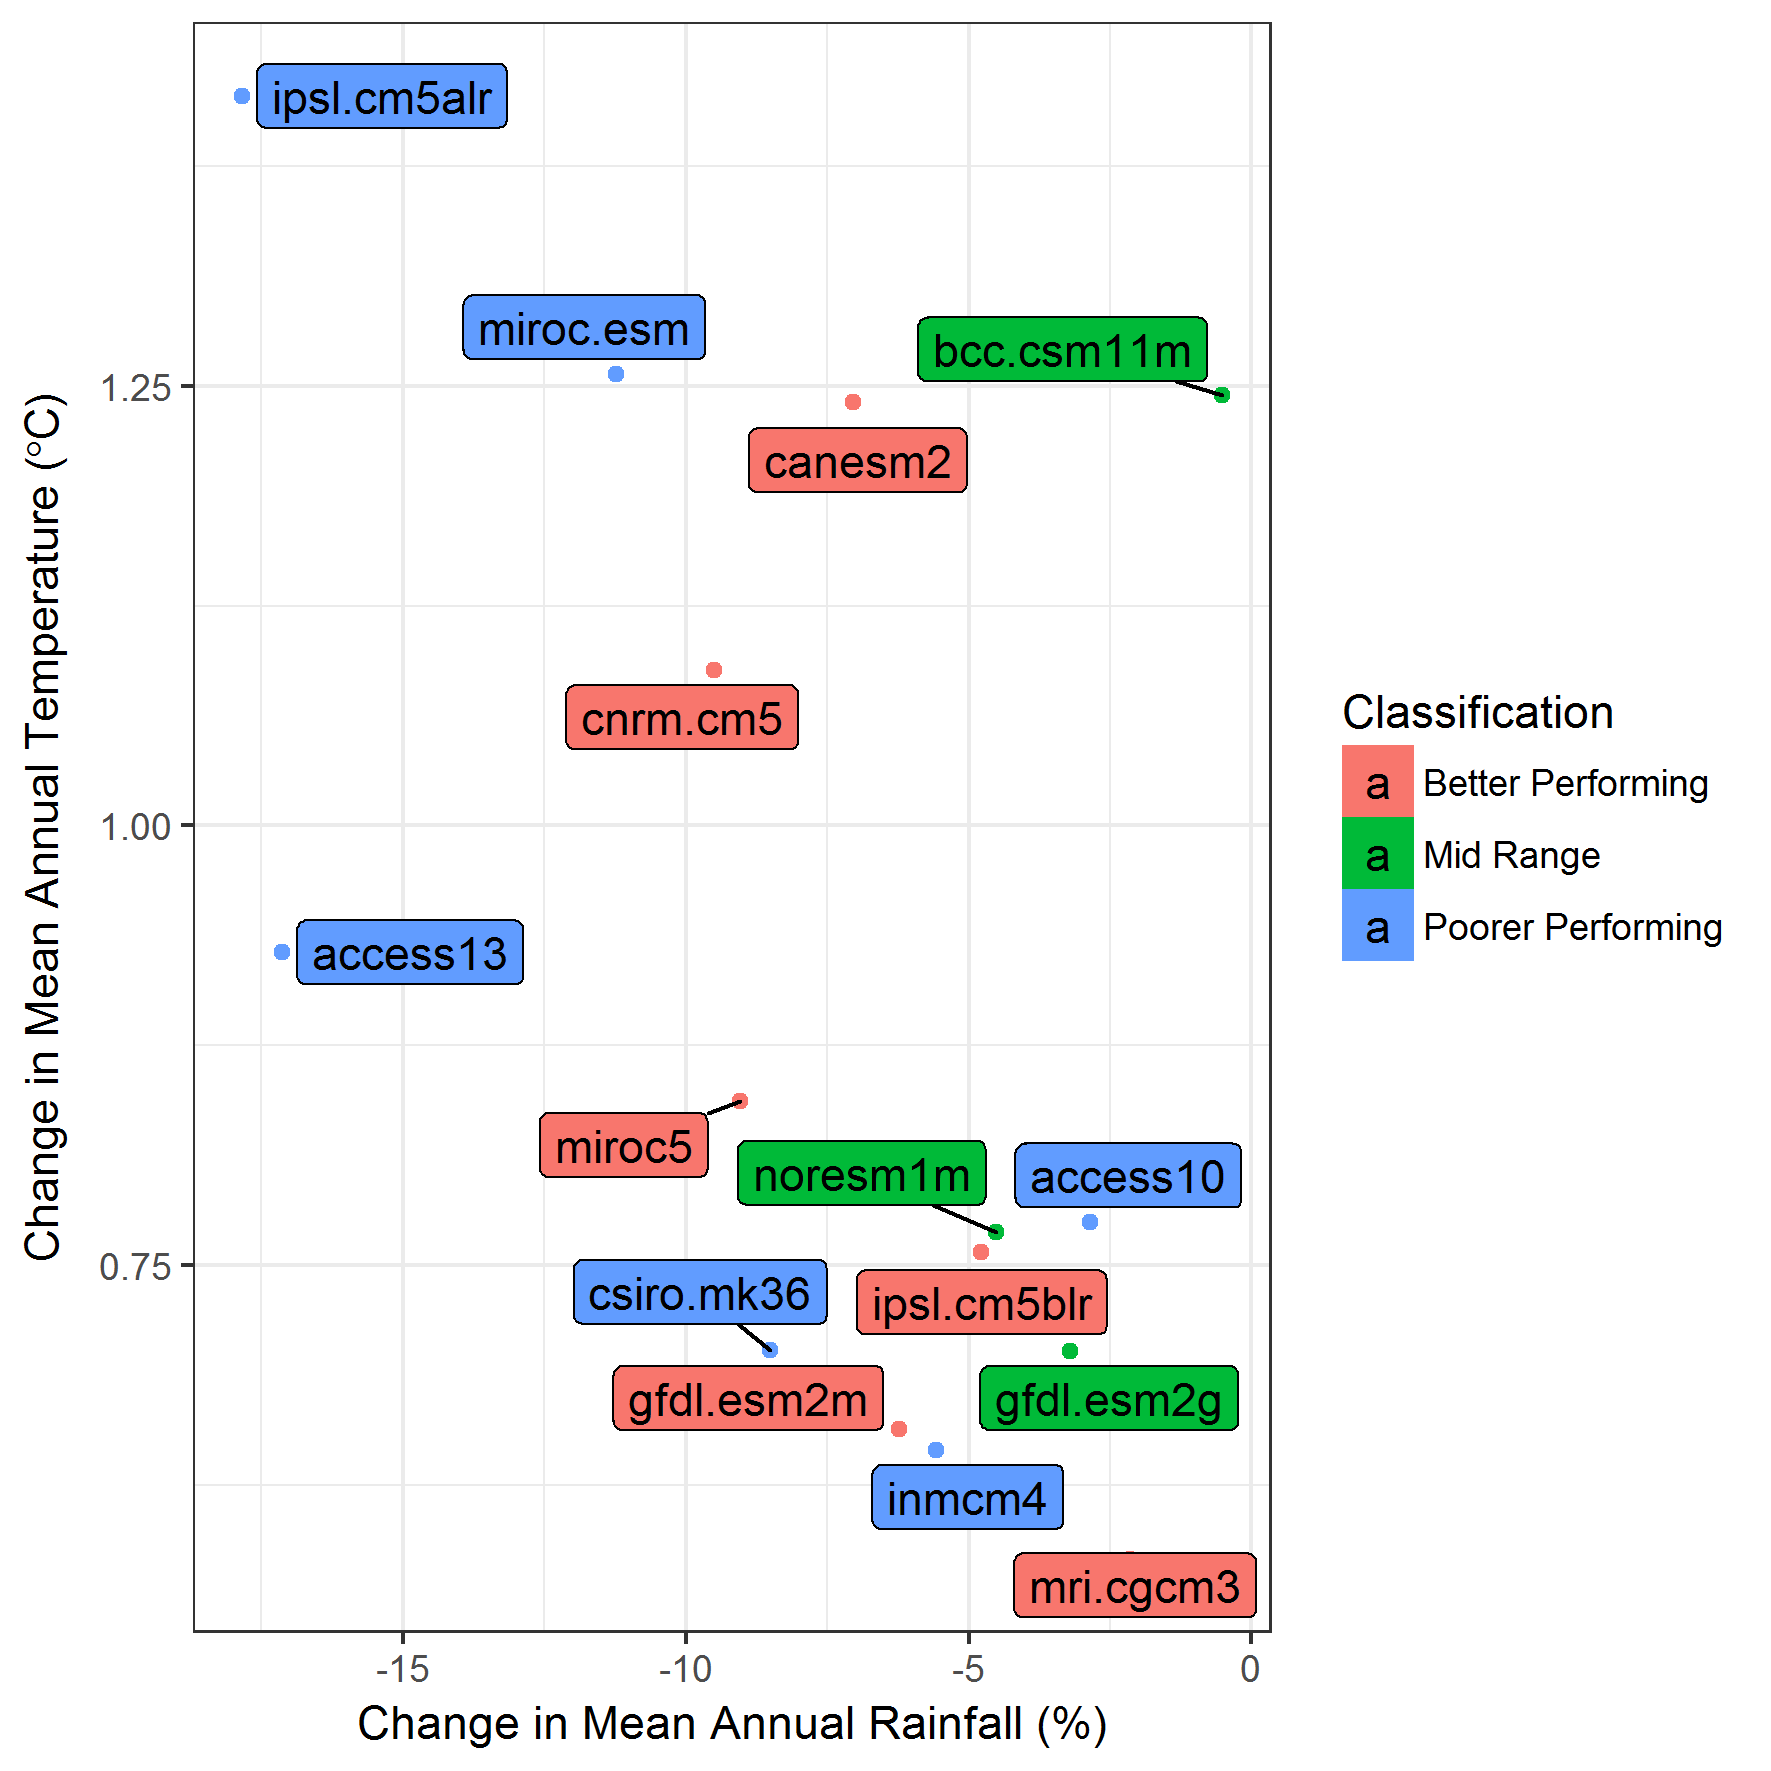 ipsl.cm5alr
miroc.esm
bcc.csm11m
canesm2
cnrm.cm5
access13
miroc5
noresm1m
access10
csiro.mk36
ipsl.cm5blr
gfdl.esm2m
gfdl.esm2g
inmcm4
mri.cgcm3
1.25
1.00
0.75
Change in Mean Annual Temperature (°C)
-15
-10
-5
0
Change in Mean Annual Rainfall (%)
Classification
a Better Performing
a Mid Range
a Poorer Performing